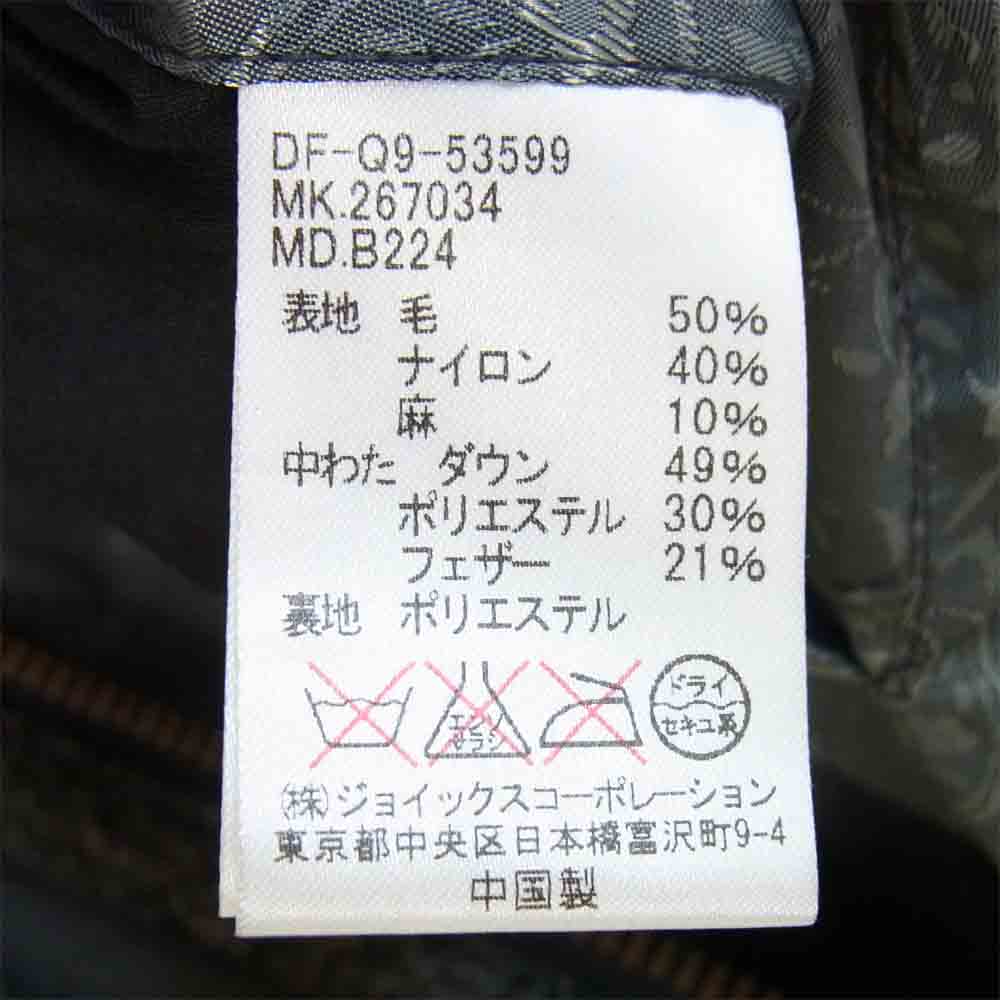 DF-Q9-53599
MK.267034
MD.B224
表地 毛 50%
ナイロン 40%
麻 10%
中わた ダウン 49%
ポリエステル 30%
フェザー 21%
裏地 ポリエステル
エンソサラシ
ドライ
セキユ系
(株)ジョイックスコーポレーション
東京都中央区日本橋富沢町9-4
中国製